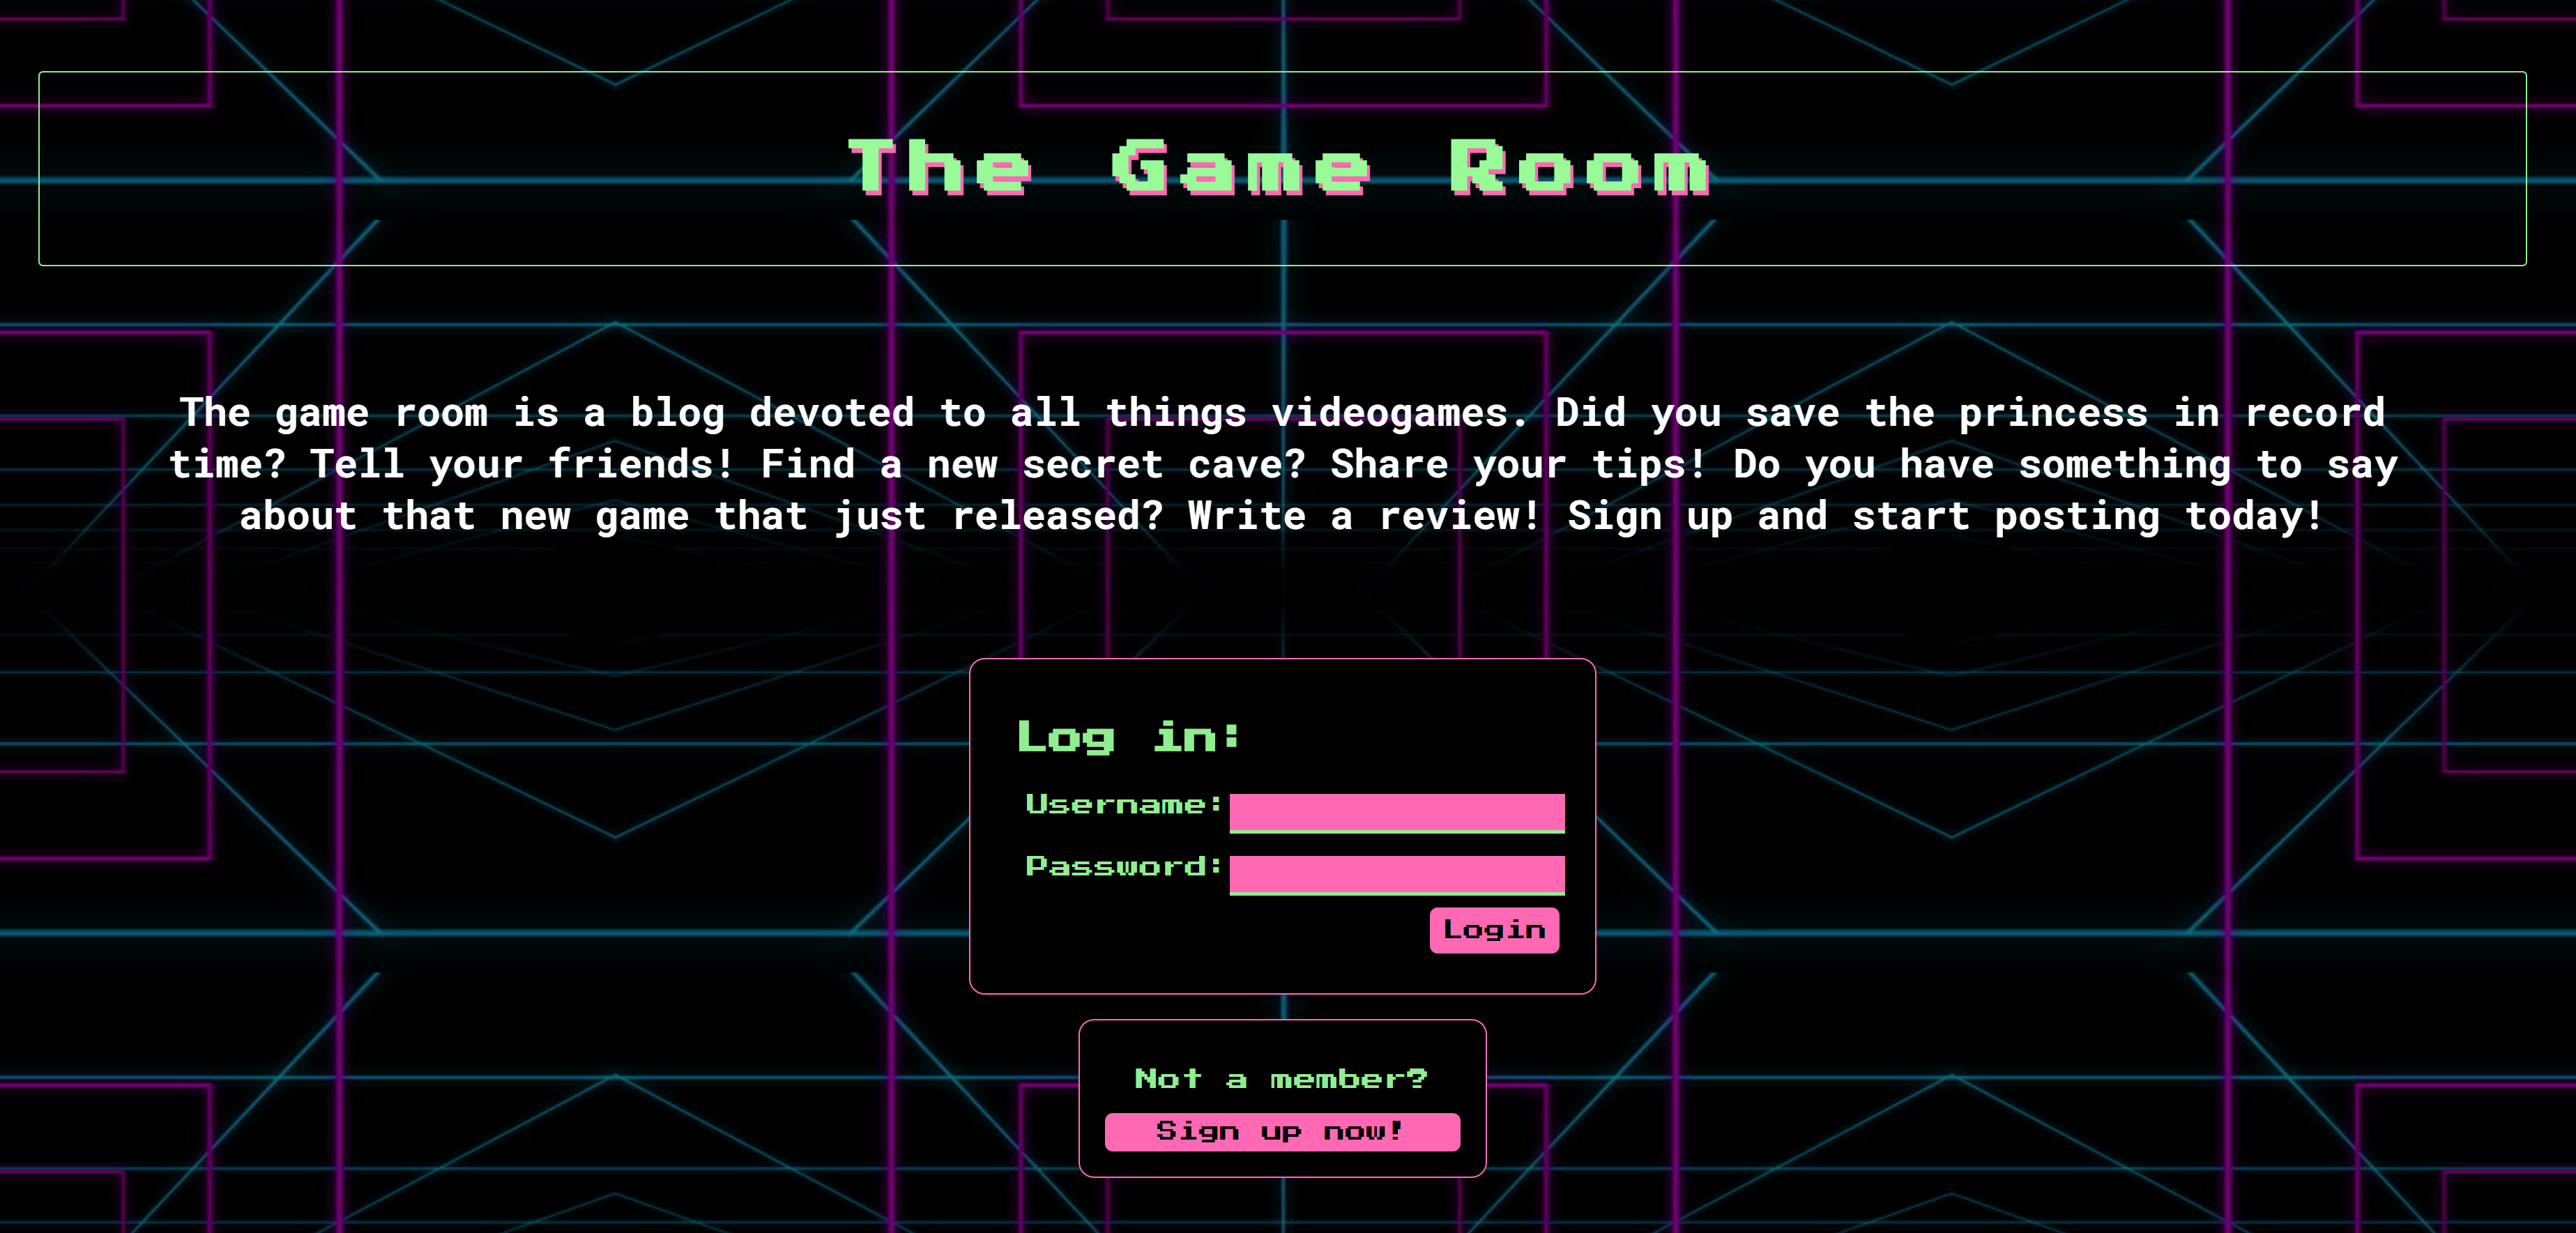 The Game Room
The game room is a blog devoted to all things videogames. Did you save the princess in record
time? Tell your friends! Find a new secret cave? Share your tips! Do you have something to say
about that new game that just released? Write a review! Sign up and start posting today!
Log in:
Username:
Password:
Login
Not a member?
Sign up now!